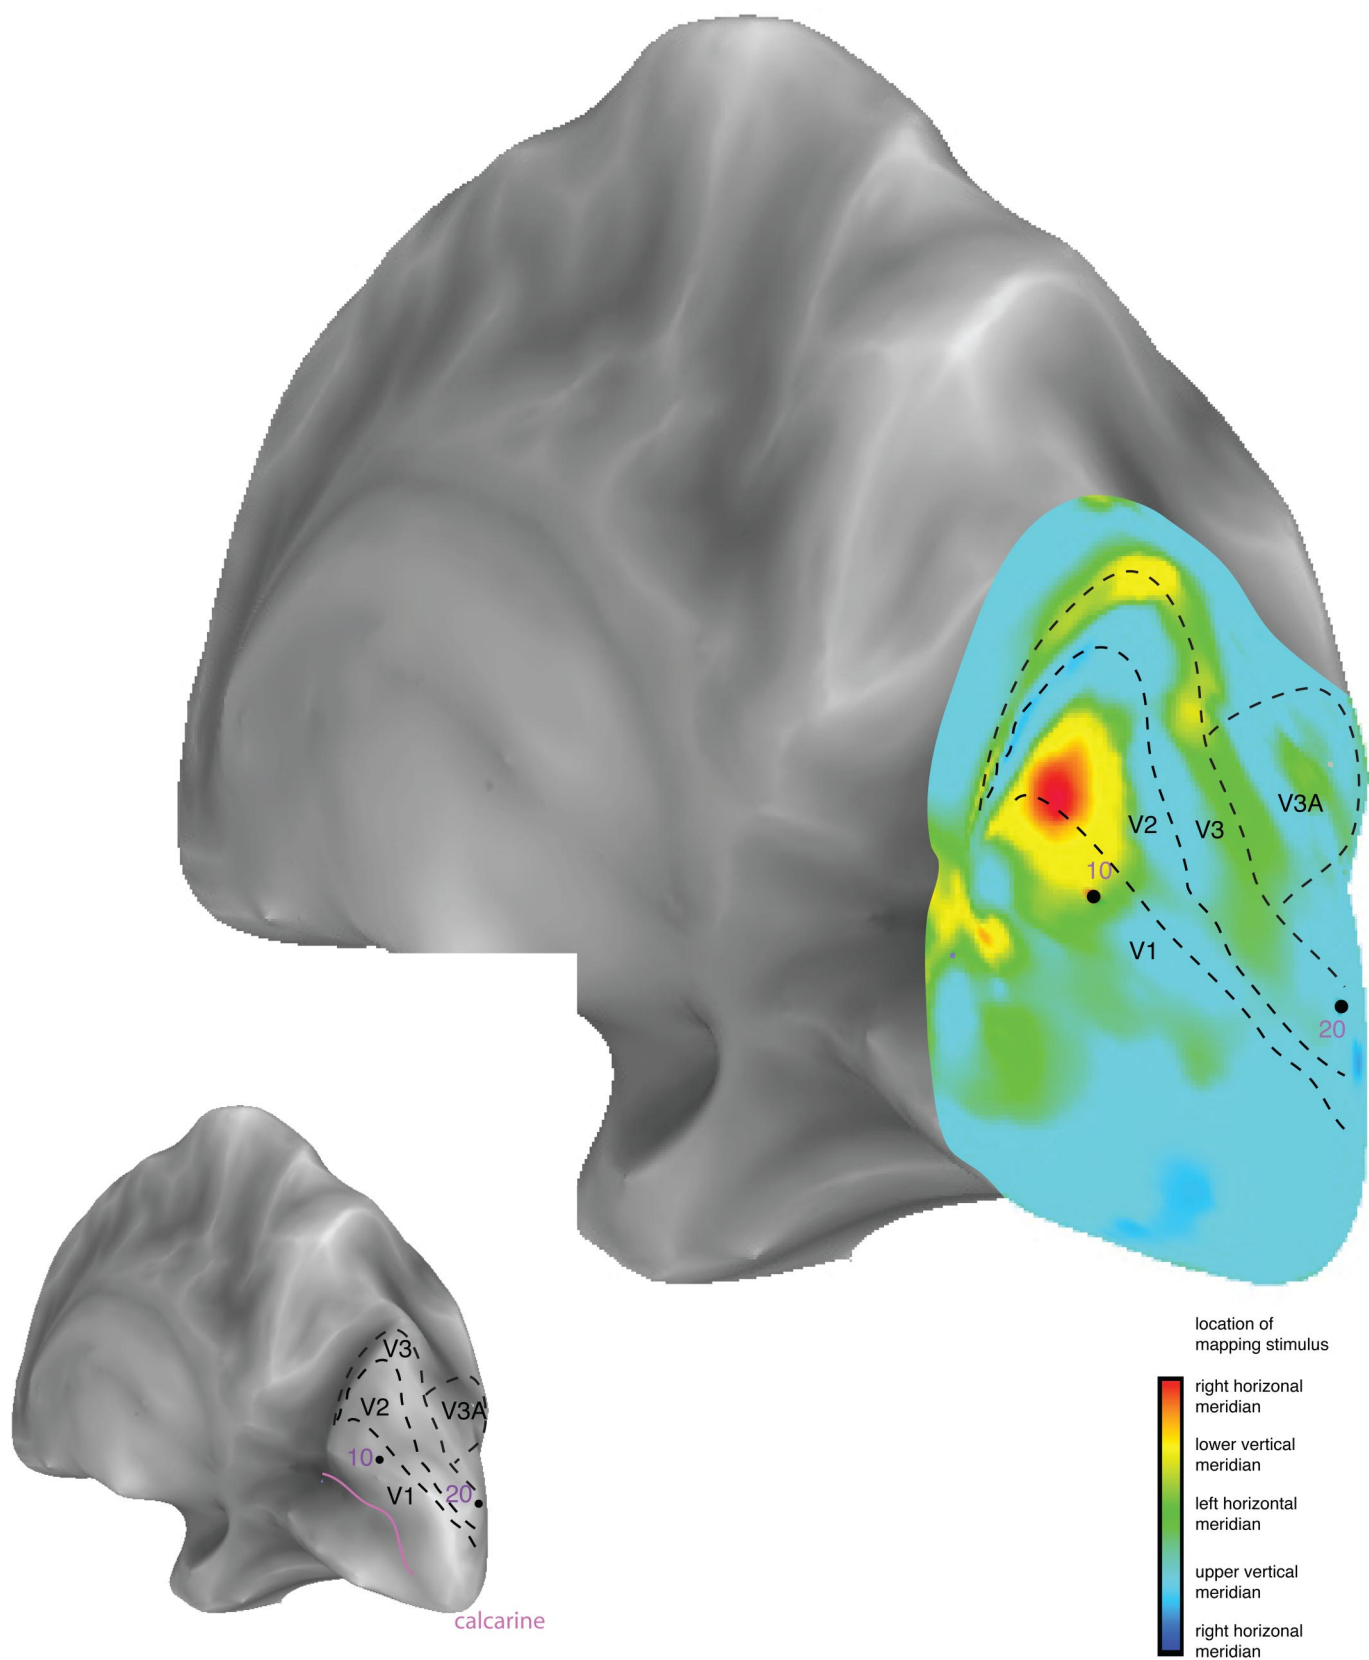 V3A
V2
V3
10
V1
20
V3
V2
V3A
10
V1
20
calcarine
location of
mapping stimulus
right horizonal
meridian
lower vertical
meridian
left horizontal
meridian
upper vertical
meridian
right horizonal
meridian